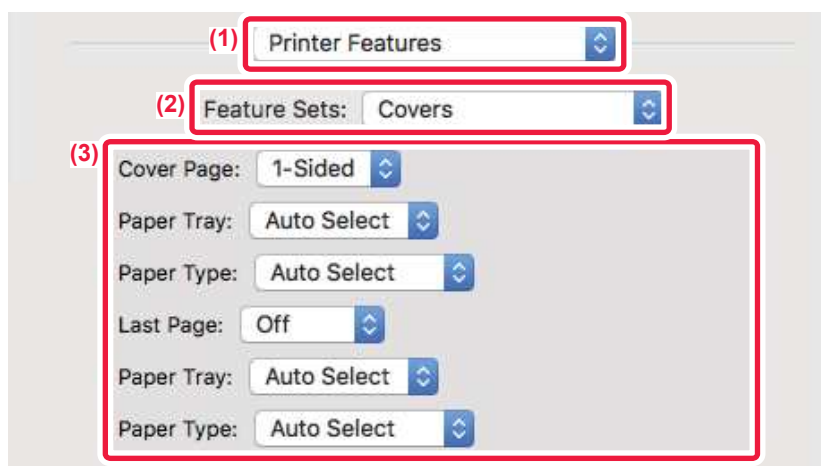 (1) Printer Features
(2) Feature Sets: Covers
(3)
Cover Page: 1-Sided
Paper Tray: Auto Select
Paper Type: Auto Select
Last Page: Off
Paper Tray: Auto Select
Paper Type: Auto Select